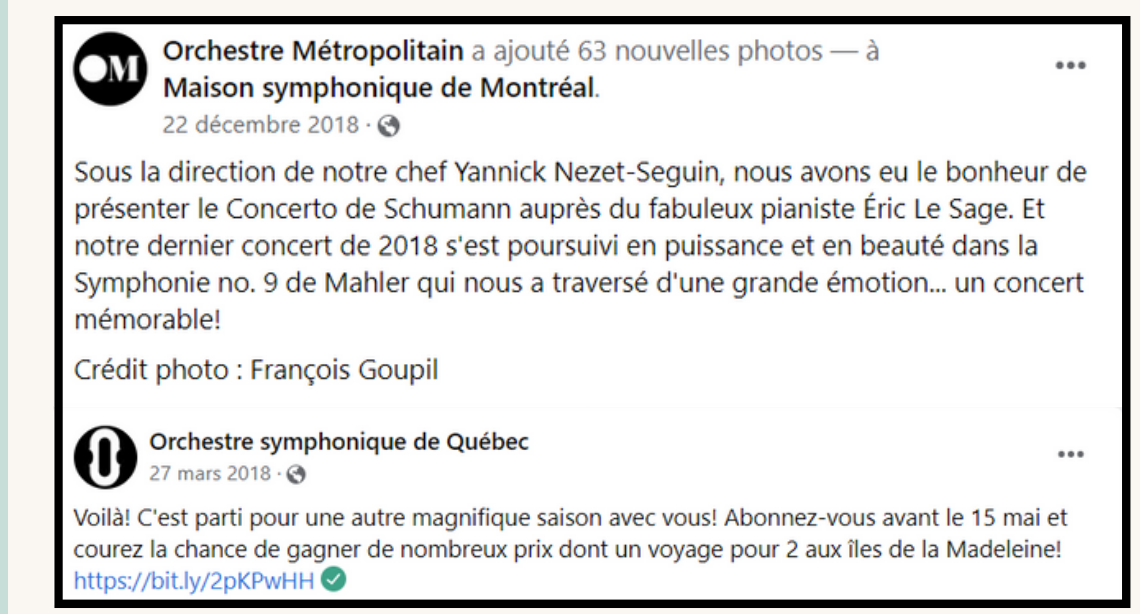 OM
Orchestre Métropolitain a ajouté 63 nouvelles photos — à
Maison symphonique de Montréal.
22 décembre 2018 ·
Sous la direction de notre chef Yannick Nezet-Seguin, nous avons eu le bonheur de
présenter le Concerto de Schumann auprès du fabuleux pianiste Éric Le Sage. Et
notre dernier concert de 2018 s'est poursuivi en puissance et en beauté dans la
Symphonie no. 9 de Mahler qui nous a traversé d'une grande émotion... un concert
mémorable!
Crédit photo : François Goupil
Orchestre symphonique de Québec
27 mars 2018 ·
Voilà! C'est parti pour une autre magnifique saison avec vous! Abonnez-vous avant le 15 mai et
courez la chance de gagner de nombreux prix dont un voyage pour 2 aux îles de la Madeleine!
https://bit.ly/2pKPwHH